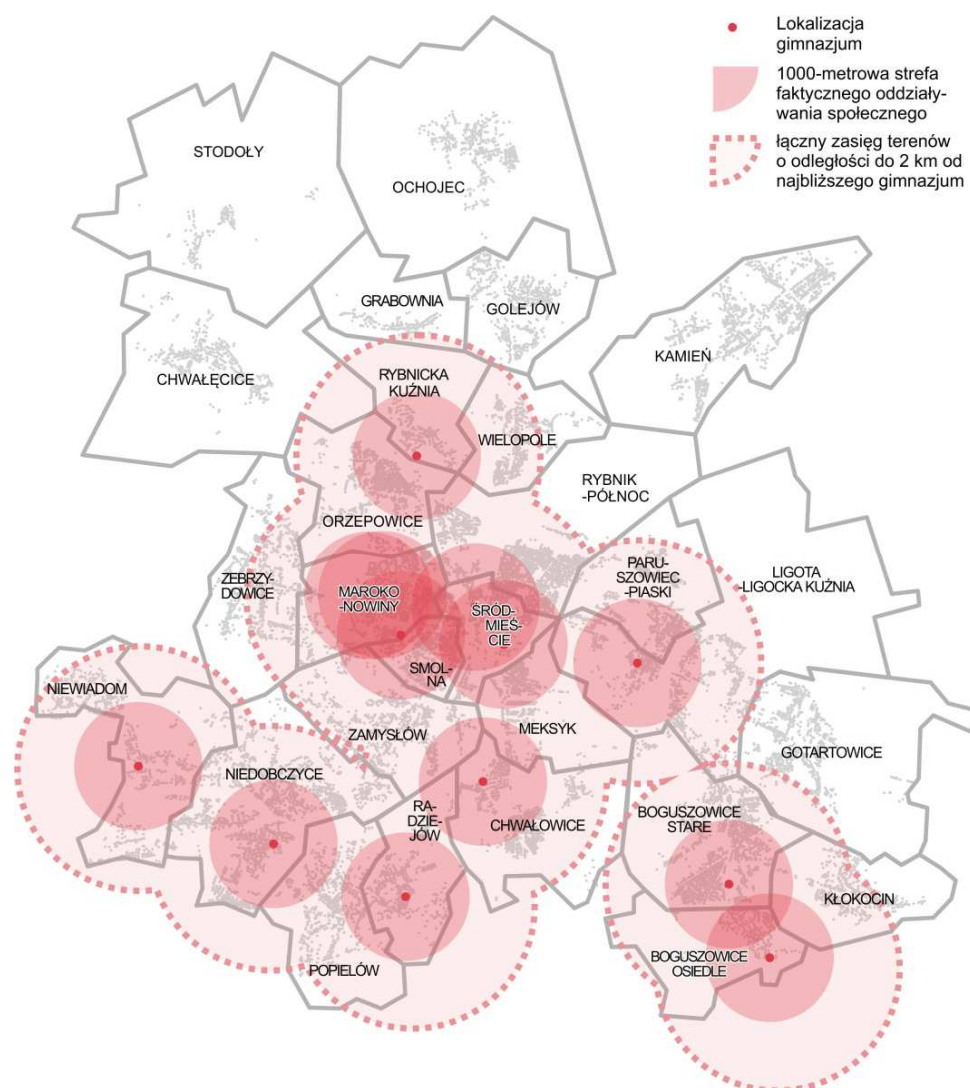 Lokalizacja
gimnazjum
1000-metrowa strefa
faktycznego oddziały-
wania społecznego
łączny zasięg terenów
o odległości do 2 km od
najbliższego gimnazjum
STODOŁY
OCHOJEC
GRABOWNIA
GOLEJÓW
KAMIEŃ
CHWAŁĘCICE
RYBNICKA
KUŹNIA
WIELOPOLE
RYBNIK
-PÓŁNOC
ORZEPOWICE
PARU-
SZOWIEC
-PIASKI
LIGOTA
-LIGOCKA KUŹNIA
ZEBRZY-
DOWICE
MAROKO
-NOWINY
ŚRÓD-
MIEŚ-
CIE
SMOL-
NA
NIEWIADOM
ZAMYSŁÓW
MEKSYK
GOTARTOWICE
NIEDOBCZYCE
RA-
DZIE-
JÓW
CHWAŁOWICE
BOGUSZOWICE
STARE
KŁOKOCIN
POPIELÓW
BOGUSZOWICE
OSIEDLE